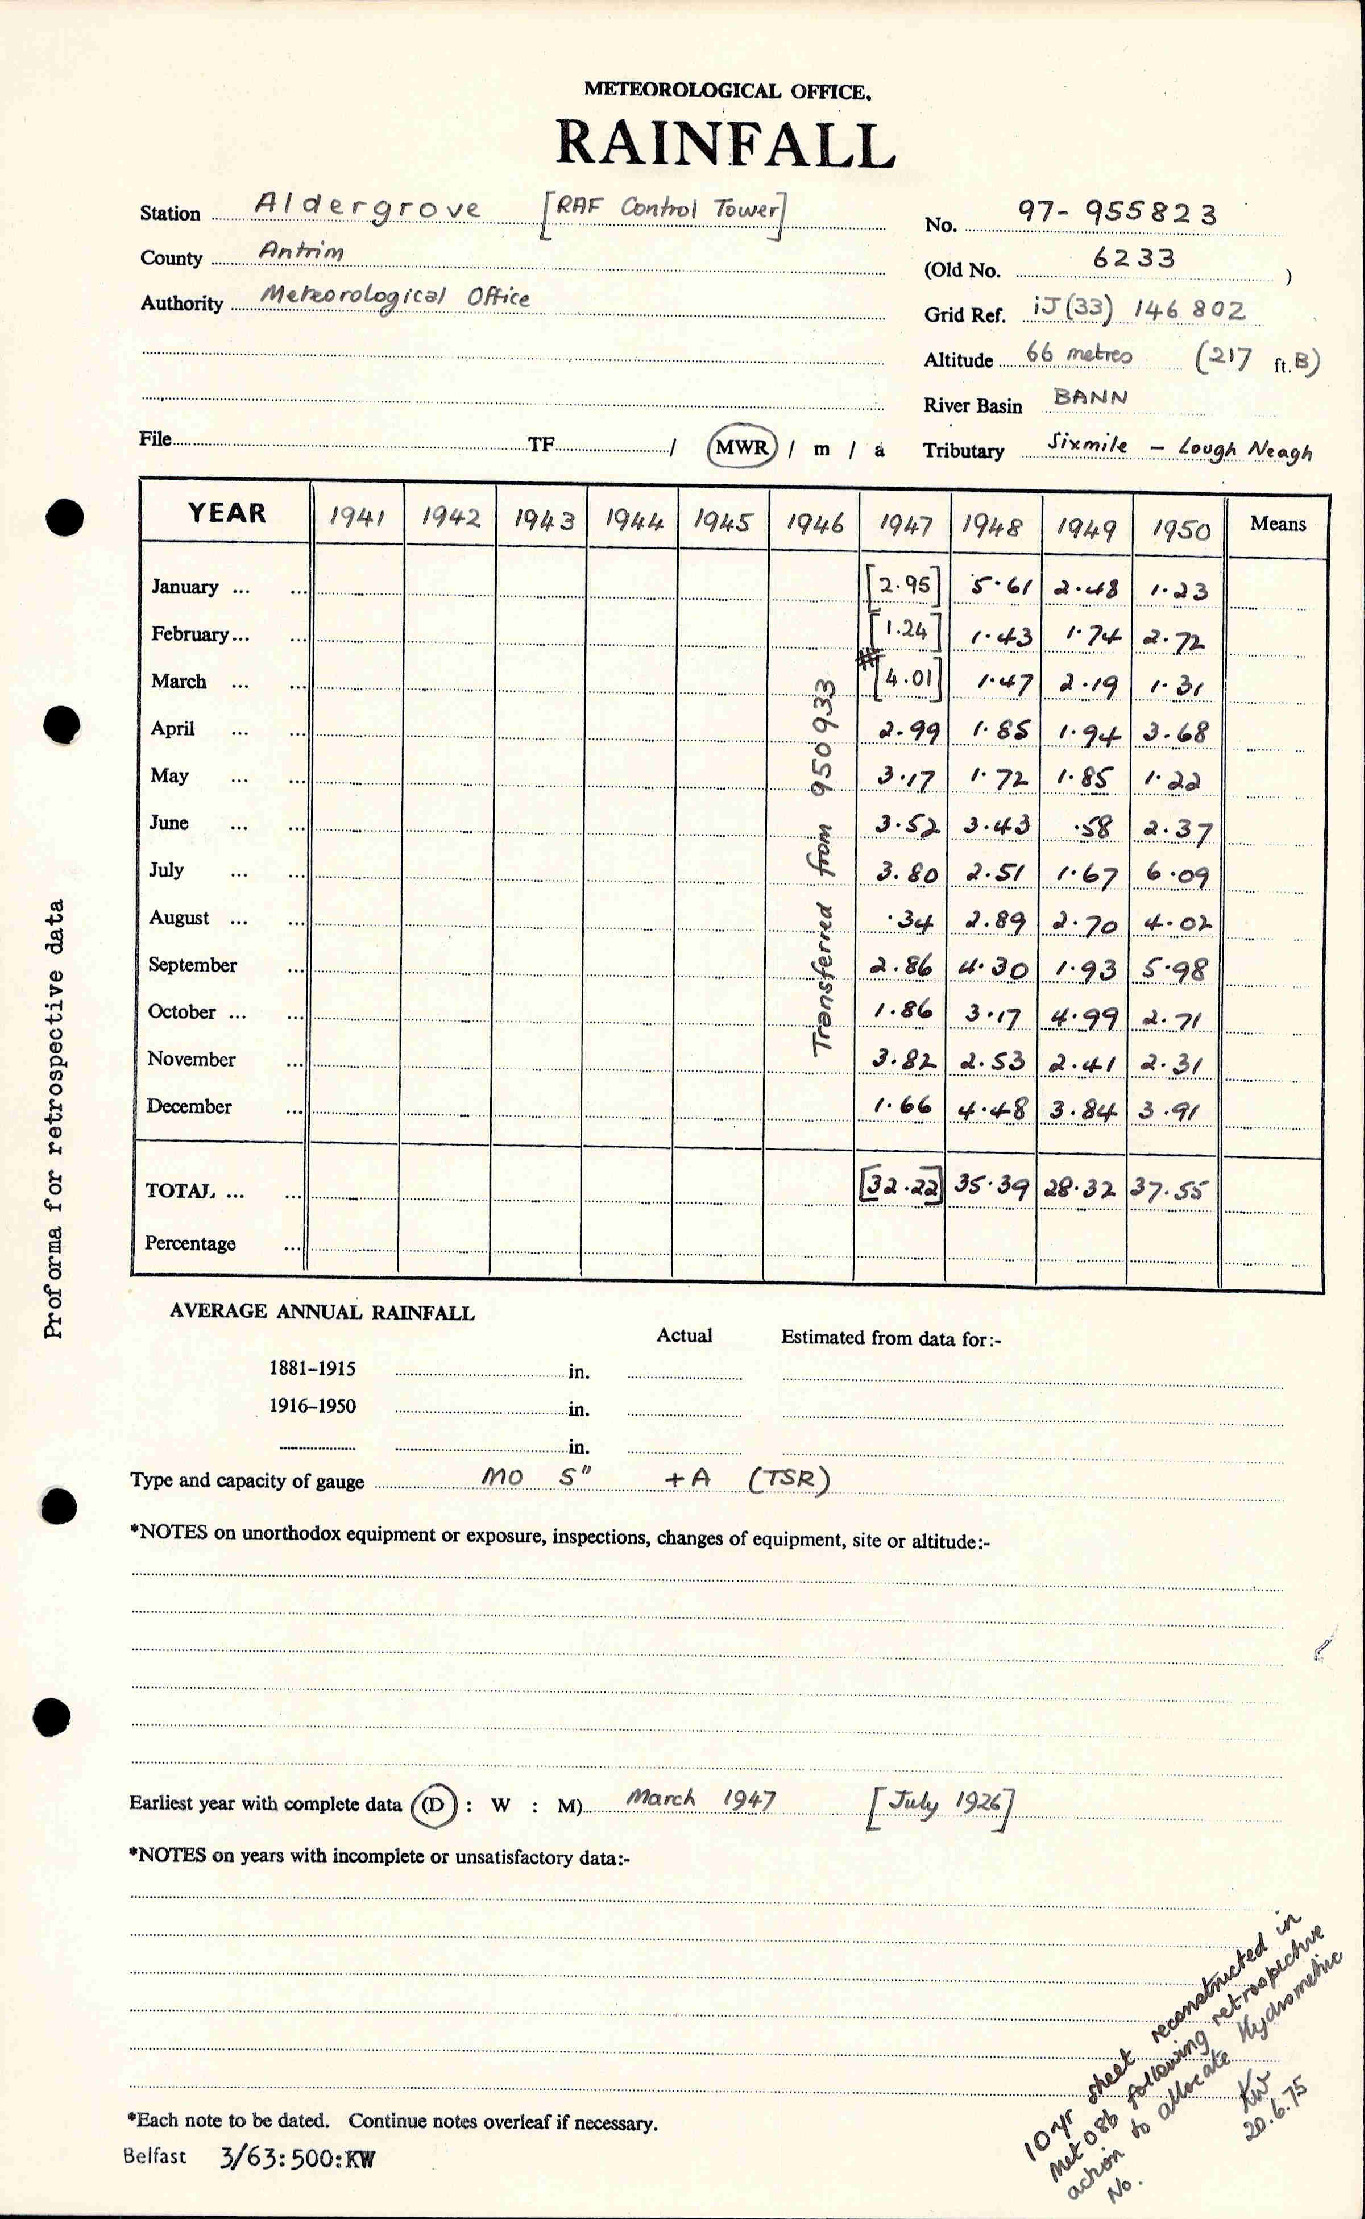 METEOROLOGICAL OFFICE.
RAINFALL
Station Aldergrove [RAF Control Tower]
No. 97-955823
County Antrim
(Old No. 6233 )
Authority Meteorological Office
Grid Ref. iJ(33) 146 802
Altitude 66 metres (217 ft. B)
River Basin BANN
File TF / MWR / m / a
Tributary Sixmile - Lough Neagh
YEAR 1941 1942 1943 1944 1945 1946 1947 1948 1949 1950 Means
January ... ... [2.95] 5.61 2.48 1.23
February ... ... [1.24] 1.43 1.74 2.72
March ... ... # [4.01] 1.47 2.19 1.31
April ... ... 2.99 1.85 1.94 3.68
May ... ... 3.17 1.72 1.85 1.22
June ... ... 3.52 3.43 .58 2.37
July ... ... 3.80 2.51 1.67 6.09
August ... ... .34 2.89 2.70 4.02
September ... 2.86 4.30 1.93 5.98
October ... ... 1.86 3.17 4.99 2.71
November ... 3.82 2.53 2.41 2.31
December ... 1.66 4.48 3.84 3.91
TOTAL ... ... [32.22] 35.39 28.32 37.55
Percentage ...
Transferred from 950933
Proforma for retrospective data
AVERAGE ANNUAL RAINFALL
Actual Estimated from data for:-
1881-1915 in.
1916-1950 in.
in.
Type and capacity of gauge MO 5" + A (TSR)
*NOTES on unorthodox equipment or exposure, inspections, changes of equipment, site or altitude:-
Earliest year with complete data (D : W : M) March 1947 [July 1926]
*NOTES on years with incomplete or unsatisfactory data:-
10 yr sheet reconstructed in
Met 08b following retrospective
action to allocate Hydrometric
No.
KW
20.6.75
*Each note to be dated. Continue notes overleaf if necessary.
Belfast 3/63:500:KW